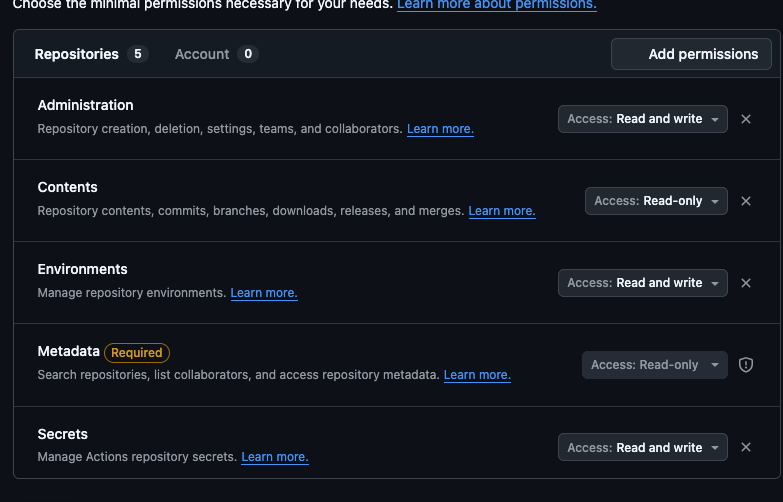 Choose the minimal permissions necessary for your needs. Learn more about permissions.
Repositories 5 Account 0 Add permissions
Administration
Repository creation, deletion, settings, teams, and collaborators. Learn more.
Access: Read and write
Contents
Repository contents, commits, branches, downloads, releases, and merges. Learn more.
Access: Read-only
Environments
Manage repository environments. Learn more.
Access: Read and write
Metadata Required
Search repositories, list collaborators, and access repository metadata. Learn more.
Access: Read-only
Secrets
Manage Actions repository secrets. Learn more.
Access: Read and write